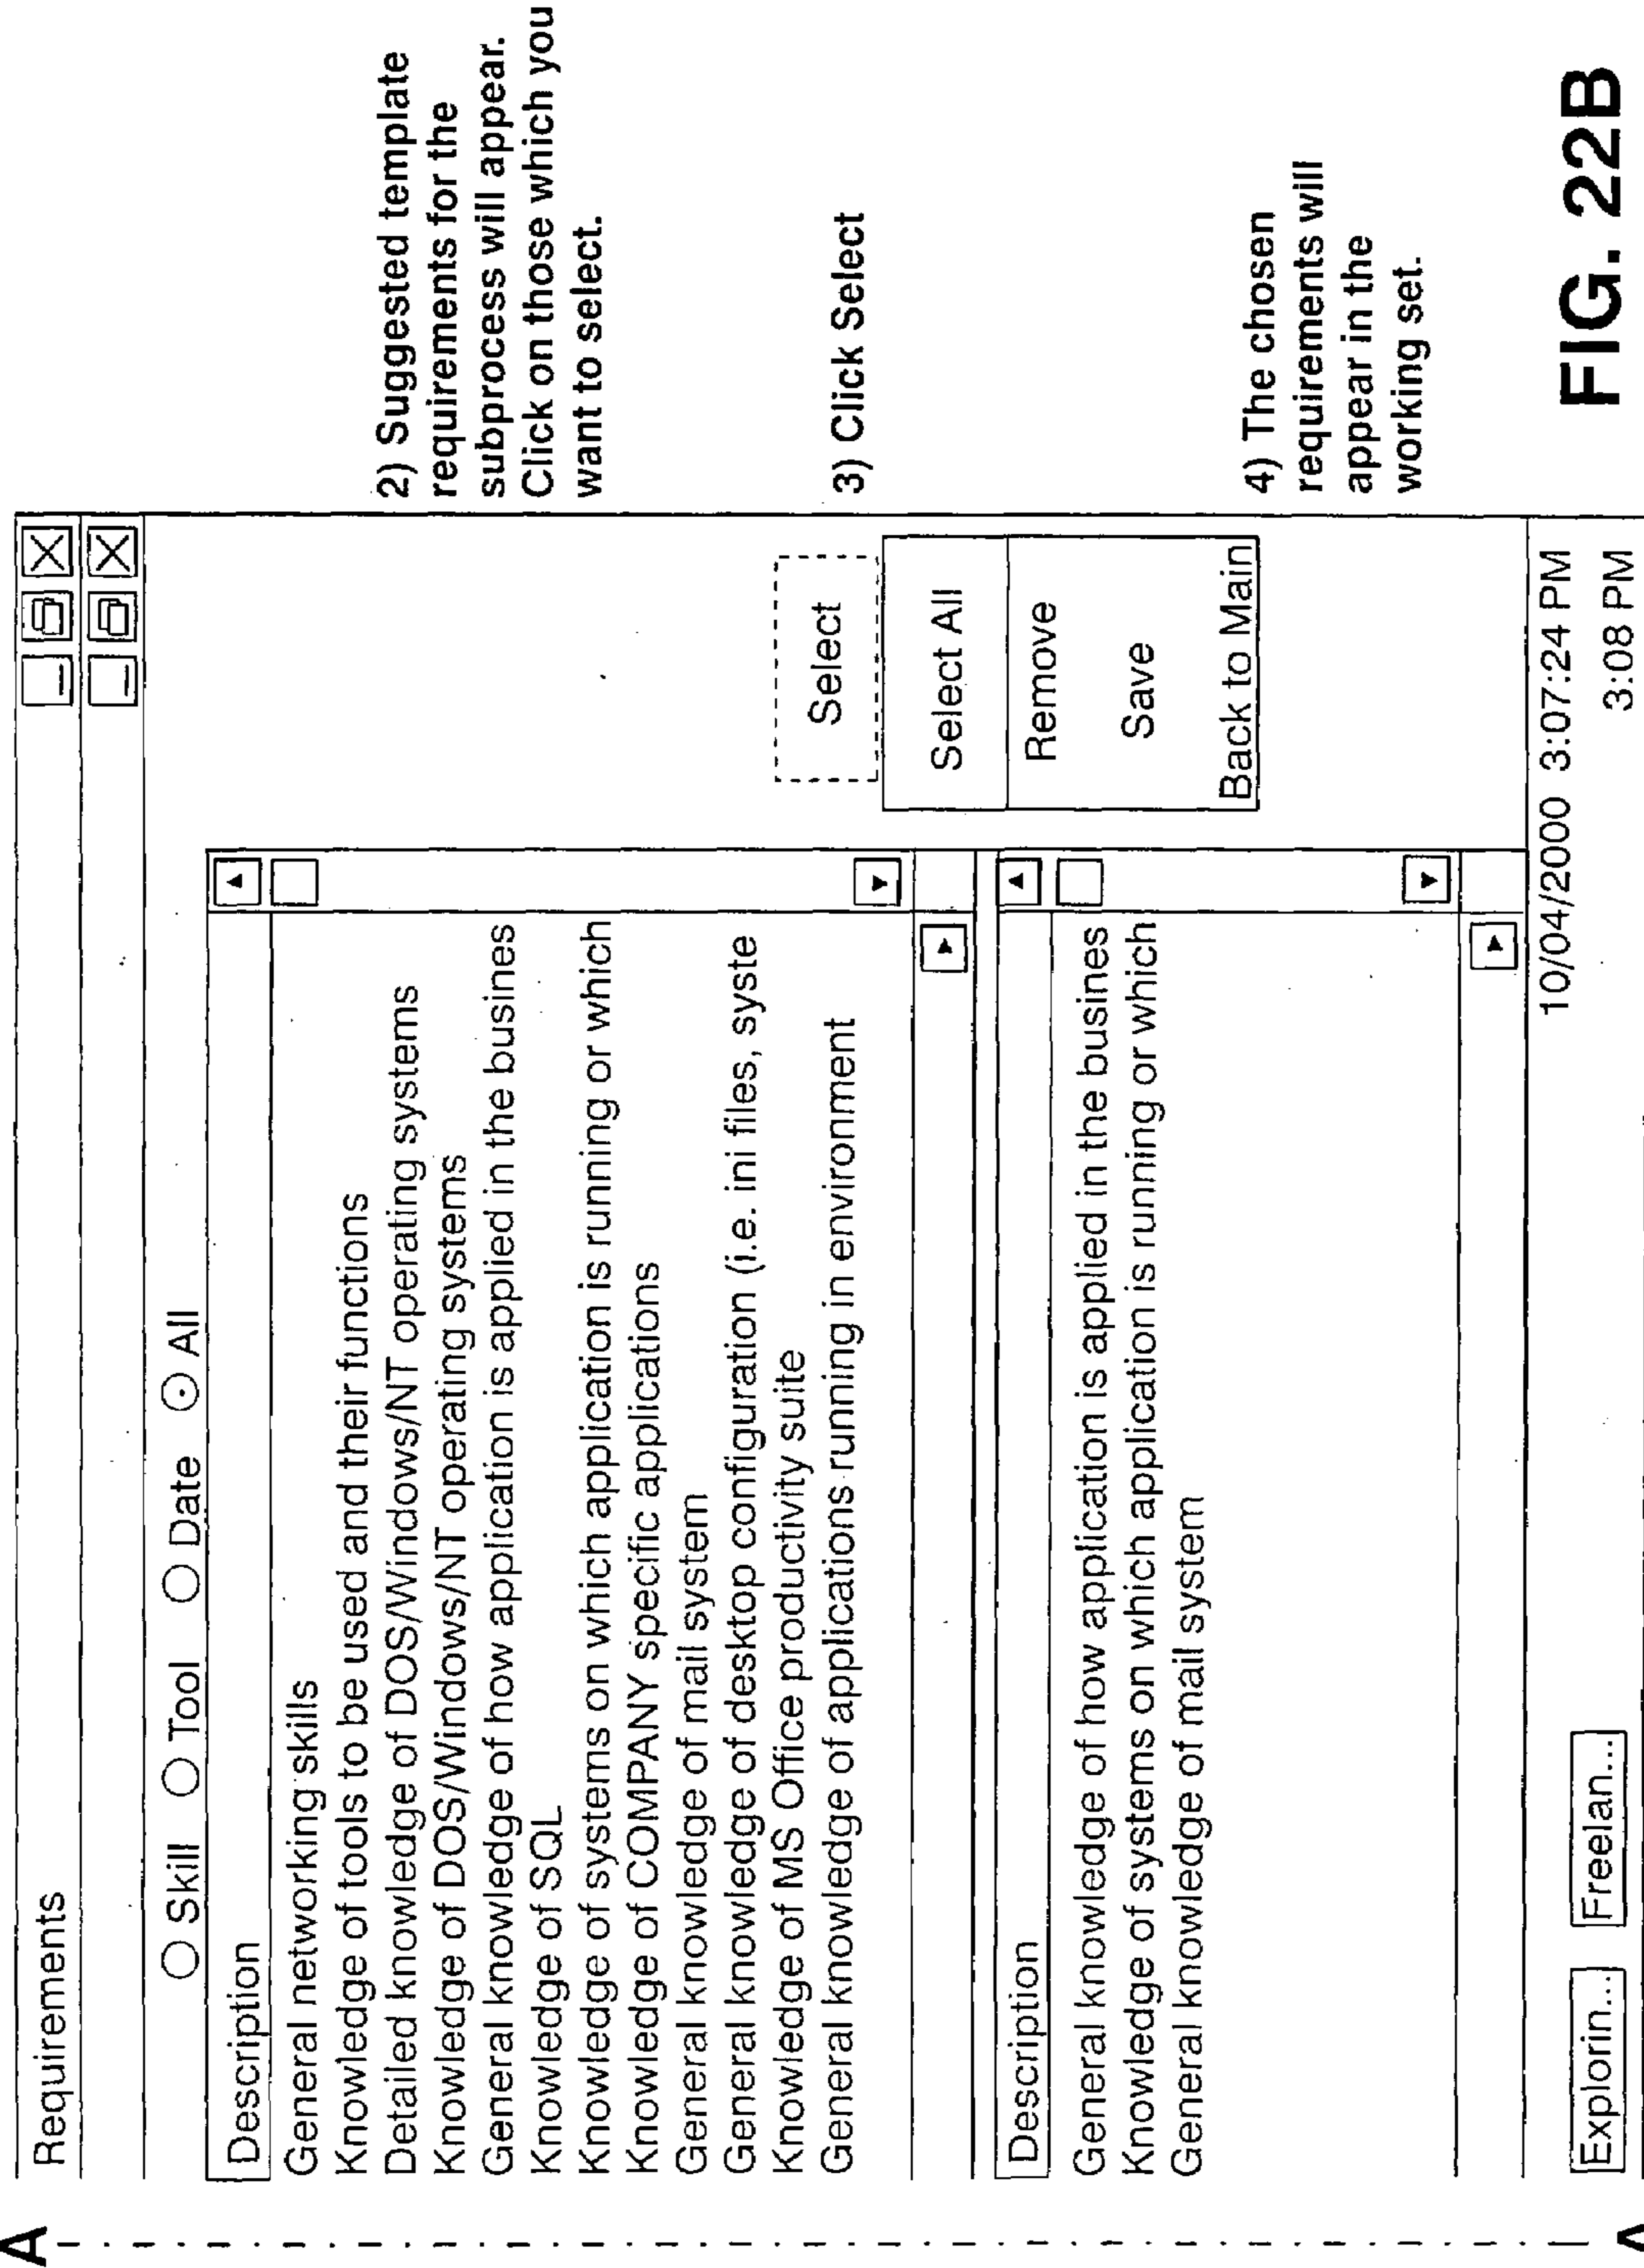 A
Requirements
Skill Tool Date All
Description
General networking skills
Knowledge of tools to be used and their functions
Detailed knowledge of DOS/Windows/NT operating systems
Knowledge of DOS/Windows/NT operating systems
General knowledge of how application is applied in the busines
Knowledge of SQL
Knowledge of systems on which application is running or which
Knowledge of COMPANY specific applications
General knowledge of mail system
General knowledge of desktop configuration (i.e. ini files, syste
Knowledge of MS Office productivity suite
General knowledge of applications running in environment
Select
Select All
Remove
Save
Back to Main
Description
General knowledge of how application is applied in the business
Knowledge of systems on which application is running or which
General knowledge of mail system
10/04/2000 3:07:24 PM
Explorin... Freelan...
3:08 PM
A
2) Suggested template
requirements for the
subprocess will appear.
Click on those which you
want to select.
3) Click Select
4) The chosen
requirements will
appear in the
working set.
FIG. 22B